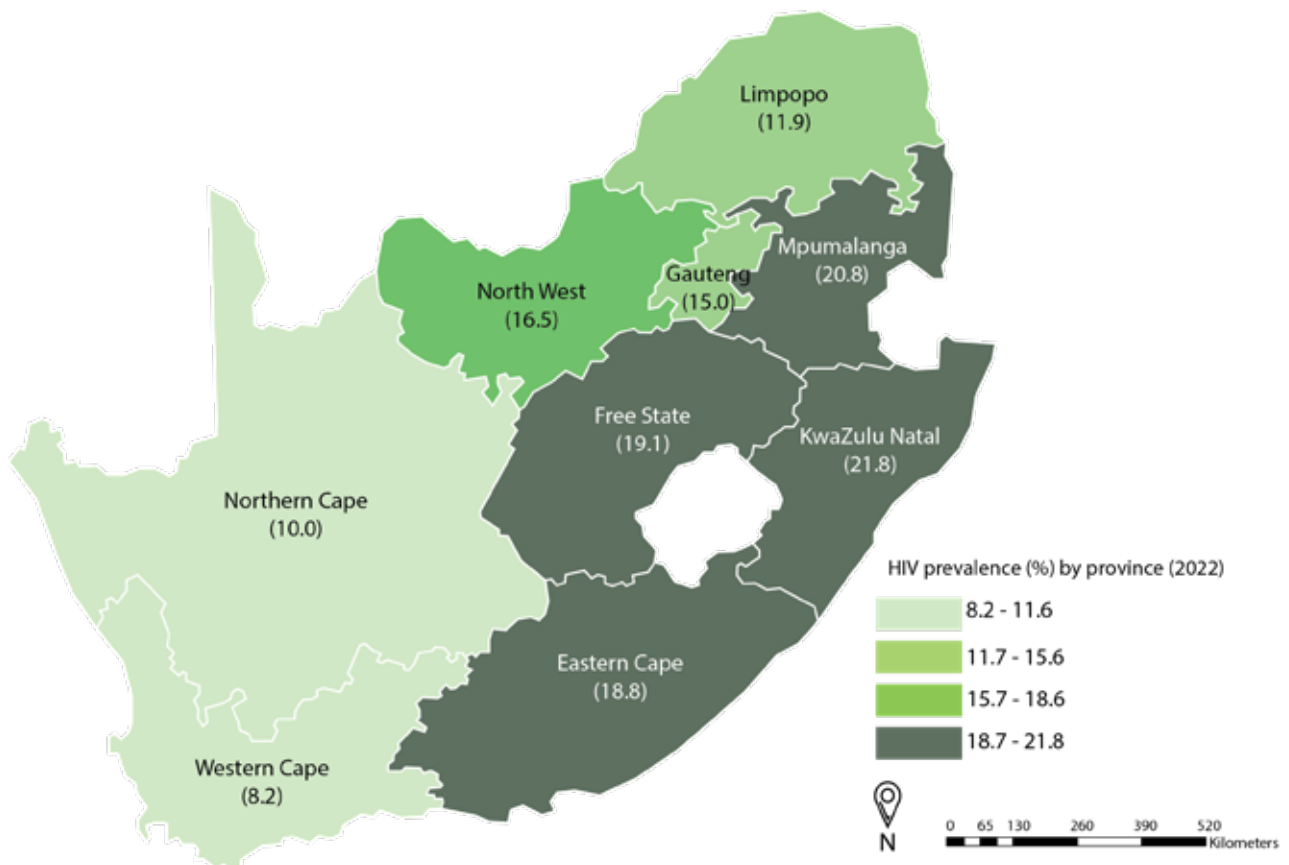 Limpopo
(11.9)
Mpumalanga
(20.8)
Gauteng
(15.0)
North West
(16.5)
Free State
(19.1)
KwaZulu Natal
(21.8)
Northern Cape
(10.0)
Eastern Cape
(18.8)
Western Cape
(8.2)
HIV prevalence (%) by province (2022)
8.2 - 11.6
11.7 - 15.6
15.7 - 18.6
18.7 - 21.8
N
0 65 130 260 390 520
Kilometers